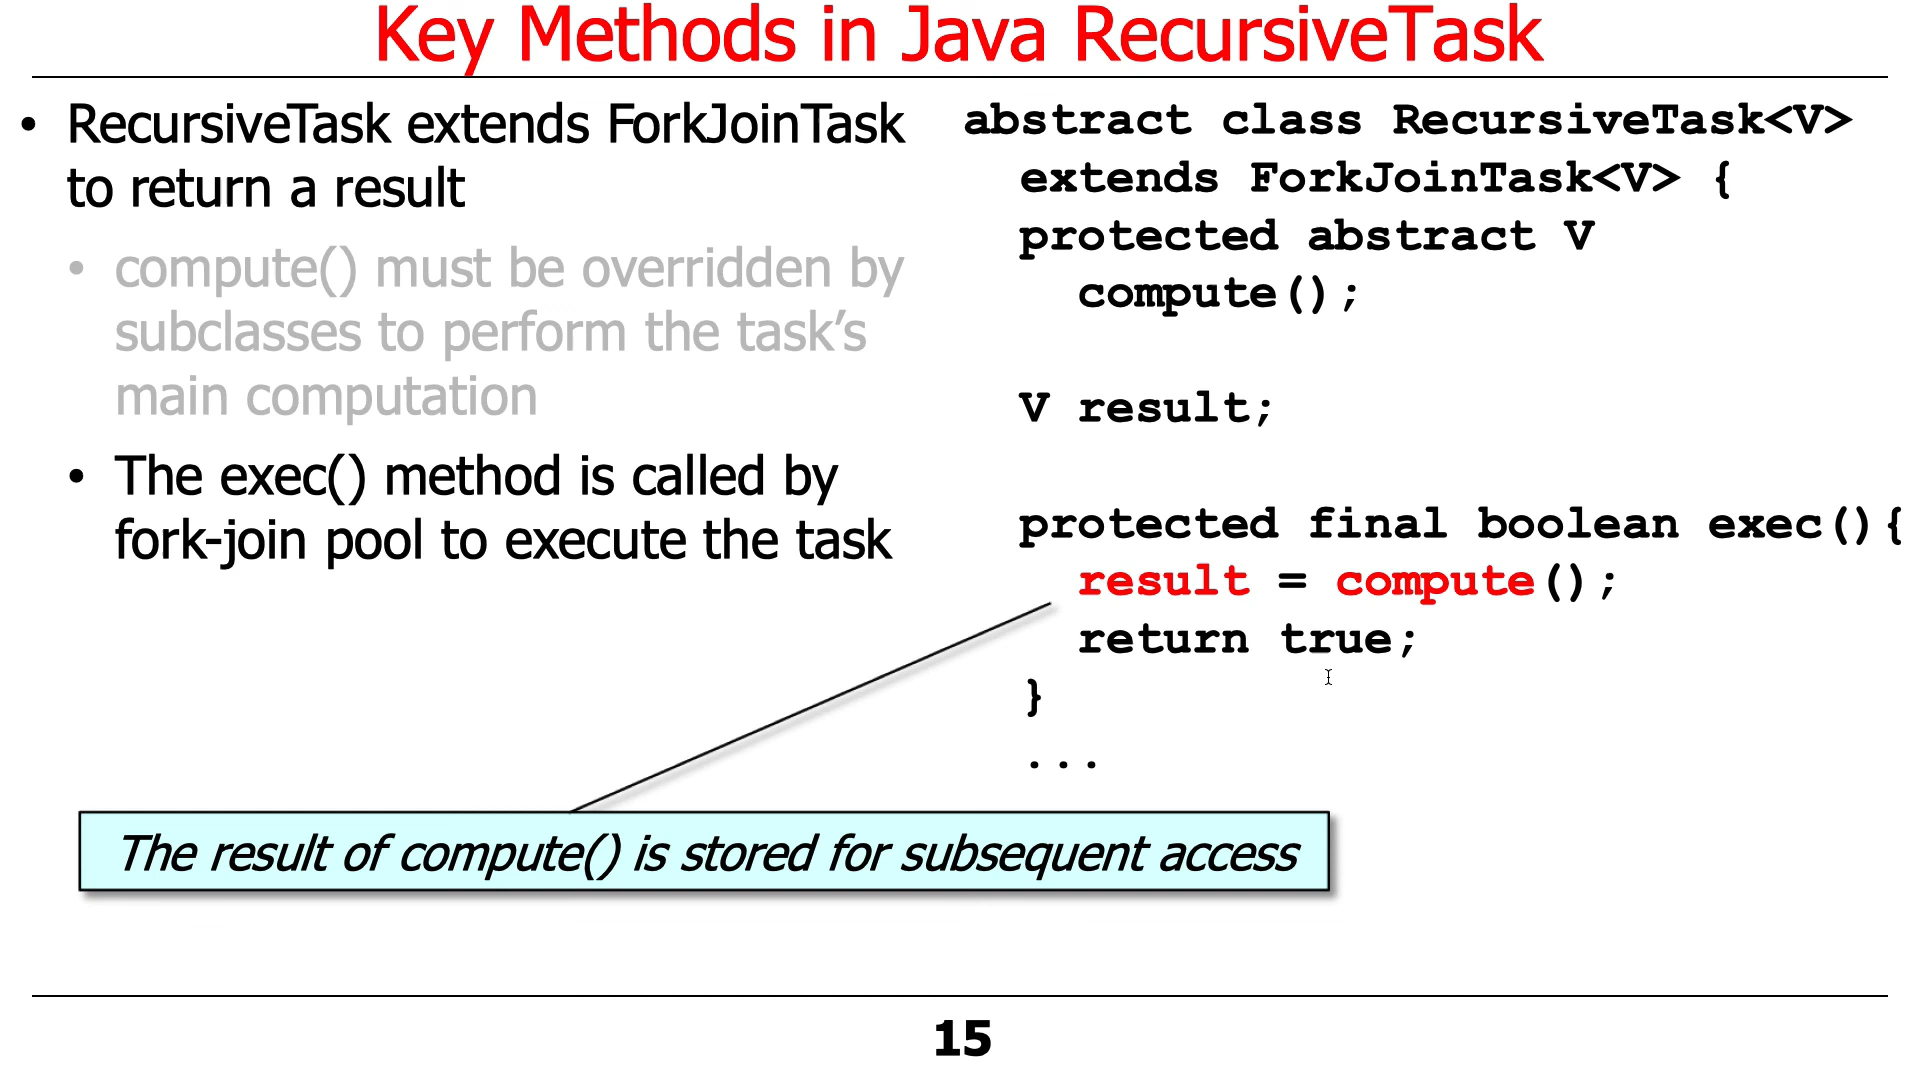 Key Methods in Java RecursiveTask
• RecursiveTask extends ForkJoinTask
to return a result
• compute() must be overridden by
subclasses to perform the task’s
main computation
• The exec() method is called by
fork-join pool to execute the task
abstract class RecursiveTask<V>
extends ForkJoinTask<V> {
protected abstract V
compute();
V result;
protected final boolean exec(){
result = compute();
return true;
}
...
The result of compute() is stored for subsequent access
15